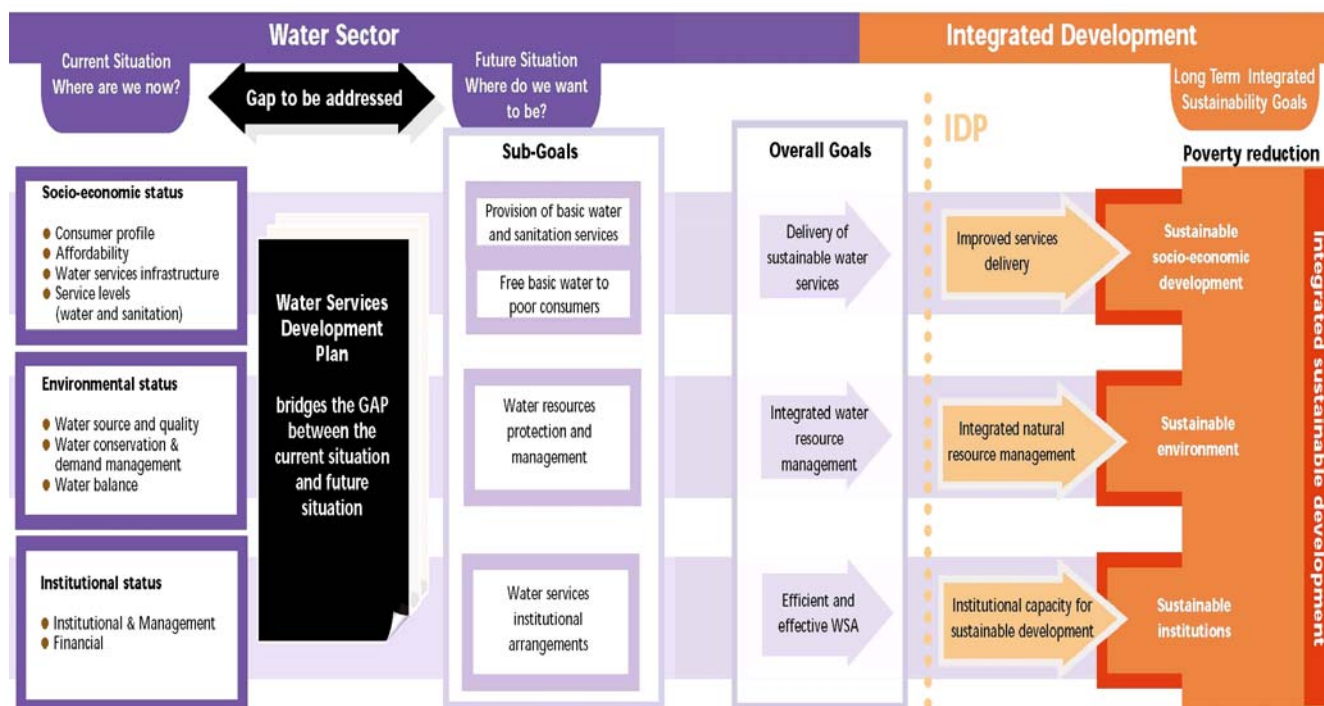 Water Sector
Integrated Development
Current Situation
Where are we now?
Gap to be addressed
Future Situation
Where do we want
to be?
Long Term Integrated
Sustainability Goals
IDP
Sub-Goals
Overall Goals
Poverty reduction
Socio-economic status
Consumer profile
Affordability
Water services infrastructure
Service levels
(water and sanitation)
Environmental status
Water source and quality
Water conservation &
demand management
Water balance
Institutional status
Institutional & Management
Financial
Water Services
Development
Plan
bridges the GAP
between the
current situation
and future
situation
Provision of basic water
and sanitation services
Free basic water to
poor consumers
Water resources
protection and
management
Water services
institutional
arrangements
Delivery of
sustainable water
services
Integrated water
resource
management
Efficient and
effective WSA
Improved services
delivery
Integrated natural
resource management
Institutional capacity for
sustainable development
Sustainable
socio-economic
development
Sustainable
environment
Sustainable
institutions
Integrated sustainable development